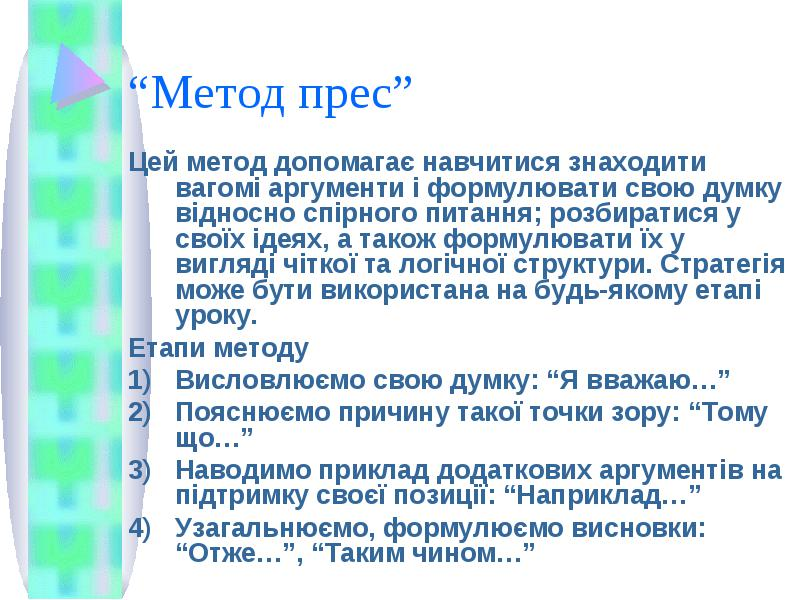 “Метод прес”
Цей метод допомагає навчитися знаходити
вагомі аргументи і формулювати свою думку
відносно спірного питання; розбиратися у
своїх ідеях, а також формулювати їх у
вигляді чіткої та логічної структури. Стратегія
може бути використана на будь-якому етапі
уроку.
Етапи методу
1) Висловлюємо свою думку: “Я вважаю…”
2) Пояснюємо причину такої точки зору: “Тому
що…”
3) Наводимо приклад додаткових аргументів на
підтримку своєї позиції: “Наприклад…”
4) Узагальнюємо, формулюємо висновки:
“Отже…”, “Таким чином…”